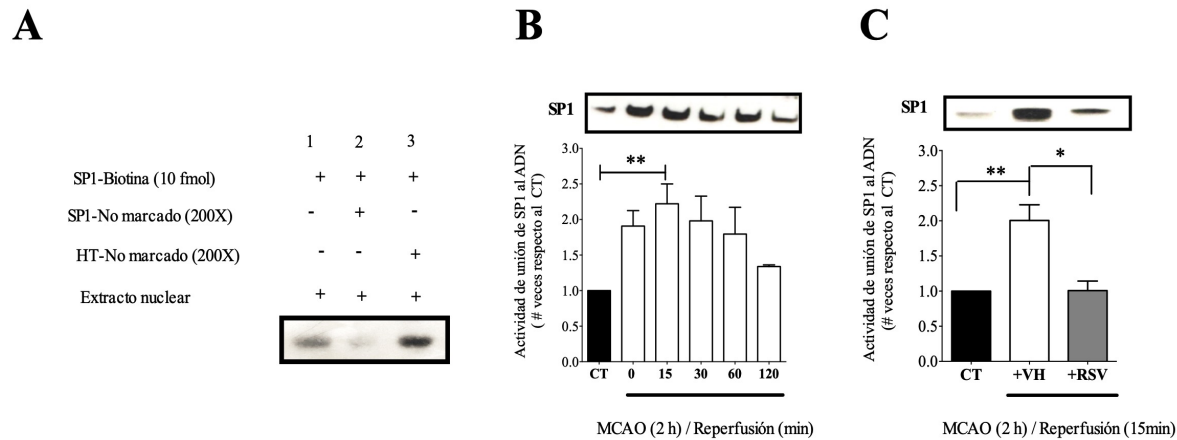 A
1 2 3
SP1-Biotina (10 fmol) + + +
SP1-No marcado (200X) - + -
HT-No marcado (200X) - - +
Extracto nuclear + + +
B
SP1
Actividad de unión de SP1 al ADN
( # veces respecto al CT)
3.0
2.5
2.0
1.5
1.0
0.5
0.0
**
CT 0 15 30 60 120
MCAO (2 h) / Reperfusión (min)
C
SP1
Actividad de unión de SP1 al ADN
(# veces respecto al CT)
3.0
2.5
2.0
1.5
1.0
0.5
0.0
** *
CT +VH +RSV
MCAO (2 h) / Reperfusión (15min)